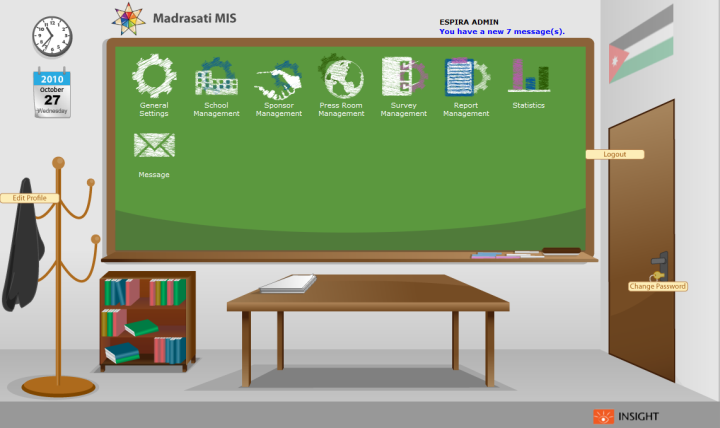 Madrasati MIS
ESPIRA ADMIN
You have a new 7 message(s).
2010
October
27
Wednesday
General
Settings
School
Management
Sponsor
Management
Press Room
Management
Survey
Management
Report
Management
Statistics
Message
Logout
Edit Profile
Change Password
INSIGHT